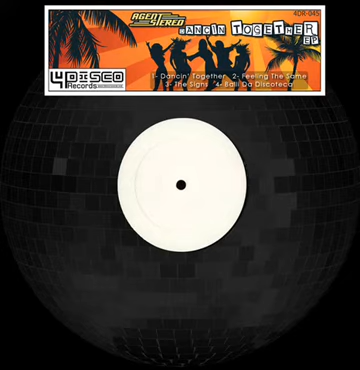 4DR-045
AGENT STEREO
DANCIN TOGETHER
EP
4DISCO
Records
1- Dancin' Together 2- Feeling The Same
3- The Signs 4- Balli Da Discoteca